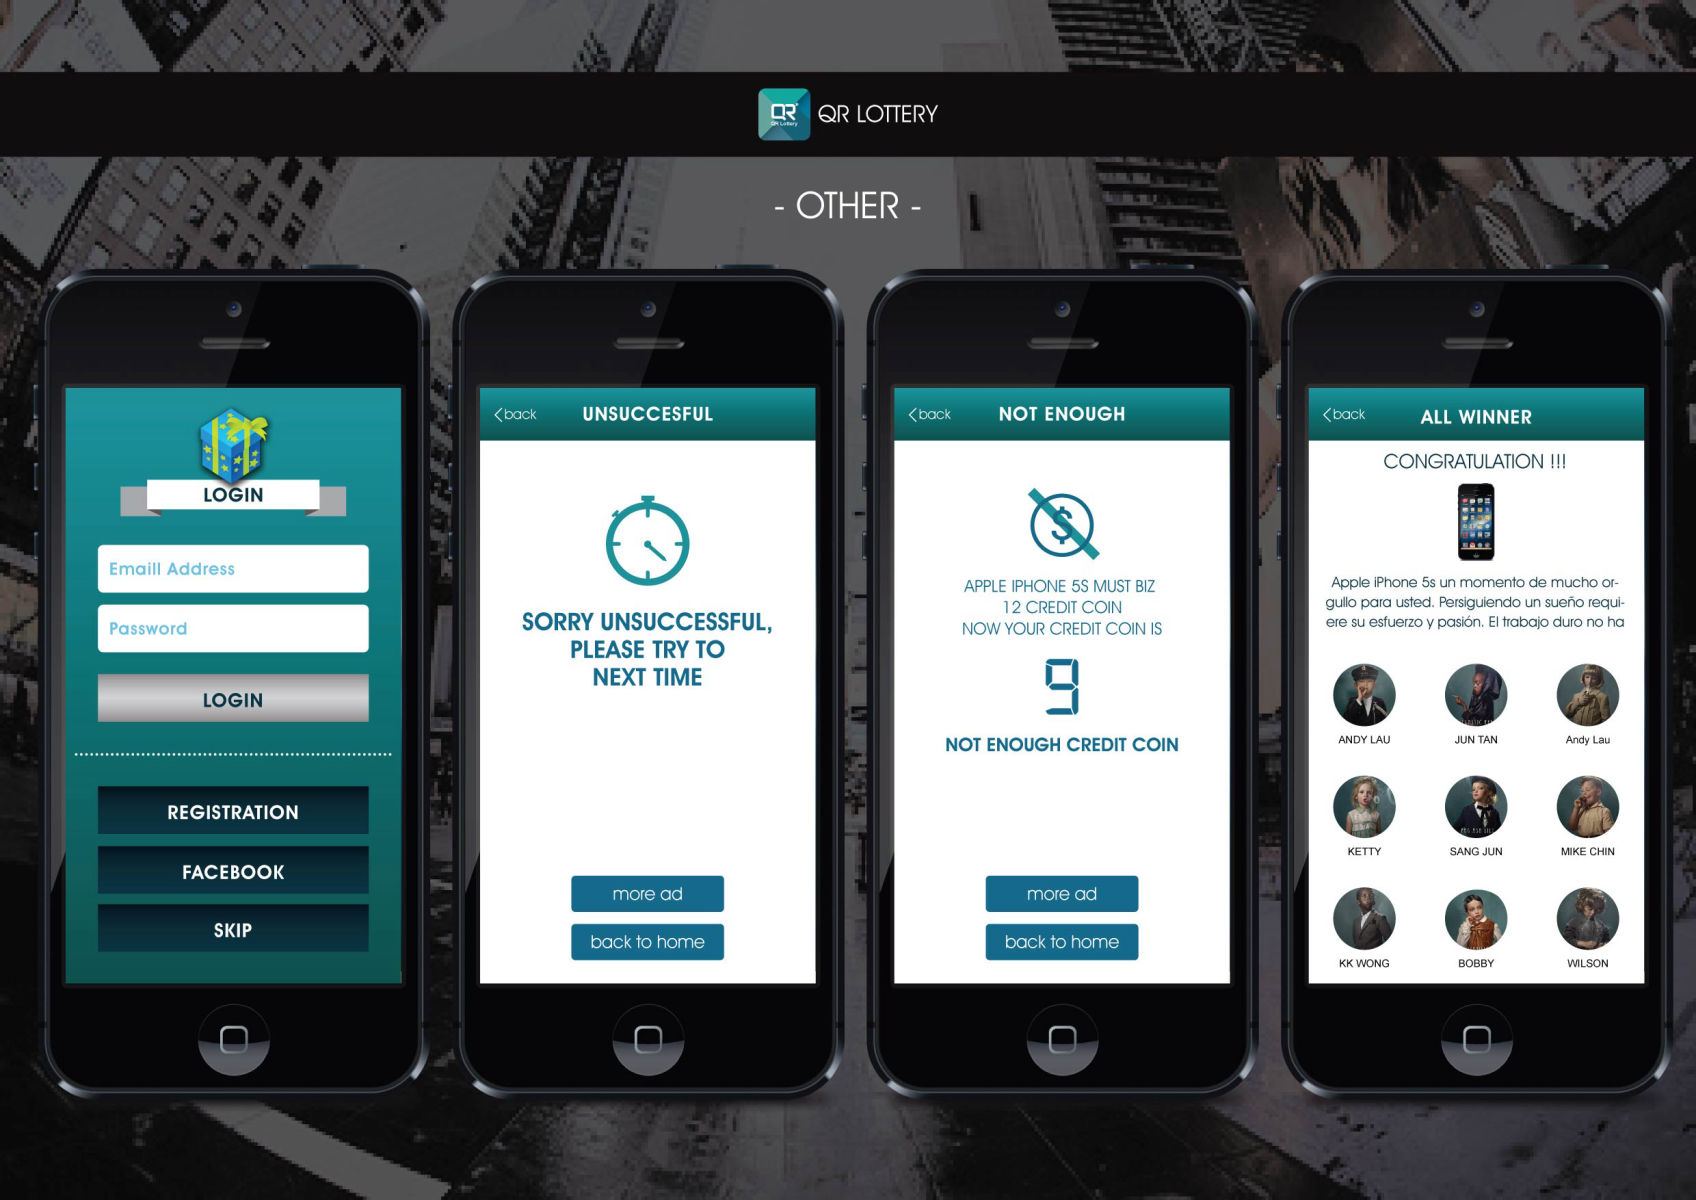 QR
QR Lottery
QR LOTTERY
- OTHER -
LOGIN
Emaill Address
Password
LOGIN
REGISTRATION
FACEBOOK
SKIP
back
UNSUCCESFUL
SORRY UNSUCCESSFUL,
PLEASE TRY TO
NEXT TIME
more ad
back to home
back
NOT ENOUGH
$
APPLE IPHONE 5S MUST BIZ
12 CREDIT COIN
NOW YOUR CREDIT COIN IS
9
NOT ENOUGH CREDIT COIN
more ad
back to home
back
ALL WINNER
CONGRATULATION !!!
Apple iPhone 5s un momento de mucho or-
gullo para usted. Persiguiendo un sueño requi-
ere su esfuerzo y pasión. El trabajo duro no ha
ANDY LAU
JUN TAN
Andy Lau
KETTY
SANG JUN
MIKE CHIN
KK WONG
BOBBY
WILSON